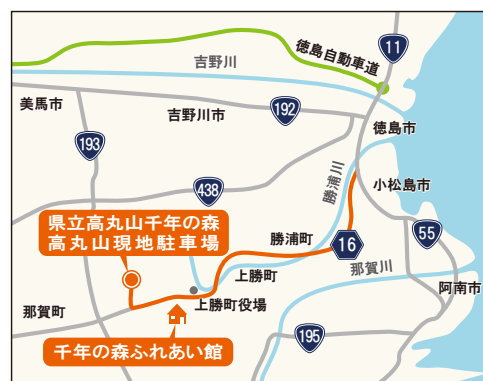 11
徳島自動車道
吉野川
美馬市
192
吉野川市
徳島市
193
438
勝浦川
小松島市
県立高丸山千年の森
高丸山現地駐車場
勝浦町
16
55
那賀川
上勝町
阿南市
上勝町役場
那賀町
195
千年の森ふれあい館